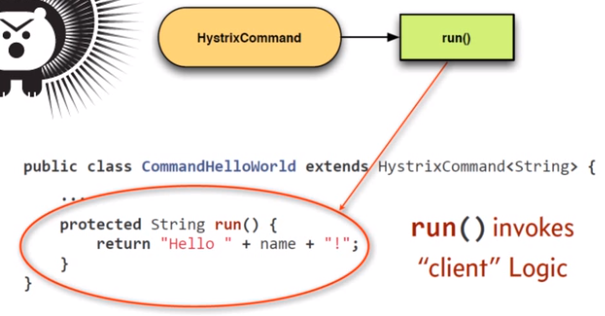 HystrixCommand
run()
public class CommandHelloWorld extends HystrixCommand<String> {
...
protected String run() {
return "Hello " + name + "!";
}
}
run() invokes
“client” Logic